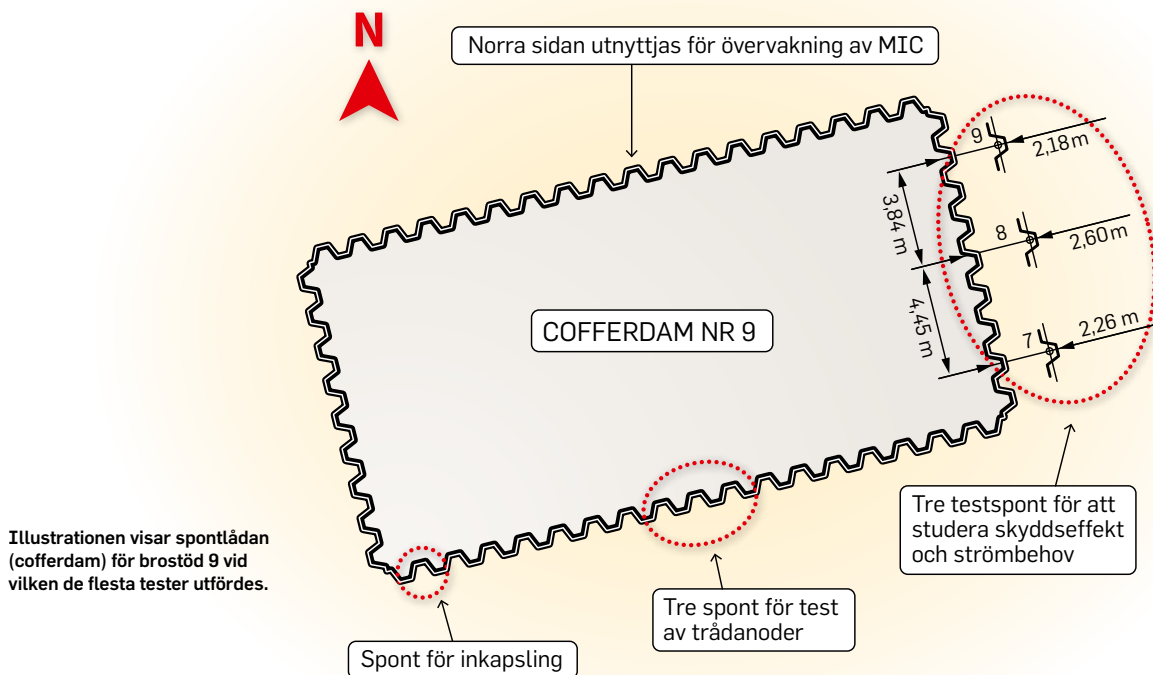 N
Norra sidan utnyttjas för övervakning av MIC
9
2,18 m
3,84 m
8
2,60 m
4,45 m
7
2,26 m
COFFERDAM NR 9
Tre testspont för att
studera skyddseffekt
och strömbehov
Illustrationen visar spontlådan
(cofferdam) för brostöd 9 vid
vilken de flesta tester utfördes.
Tre spont för test
av trådanoder
Spont för inkapsling